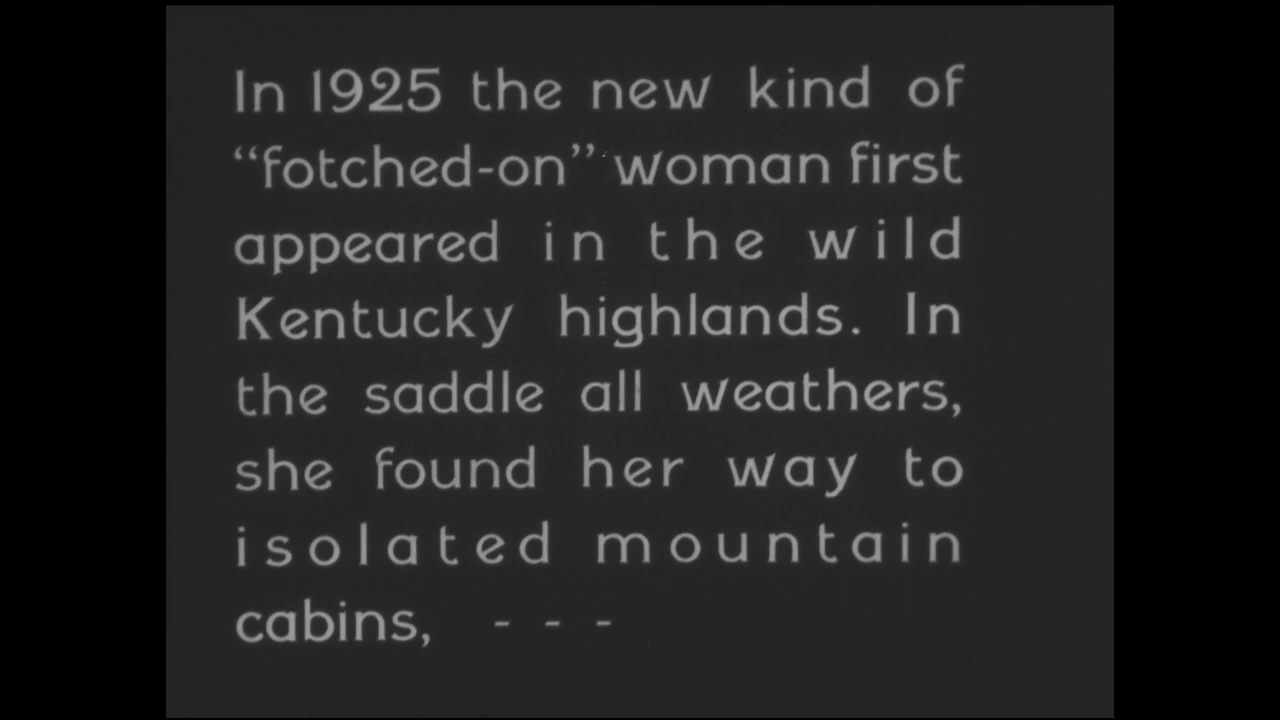 In 1925 the new kind of
“fotched-on” woman first
appeared in the wild
Kentucky highlands. In
the saddle all weathers,
she found her way to
isolated mountain
cabins, - - -